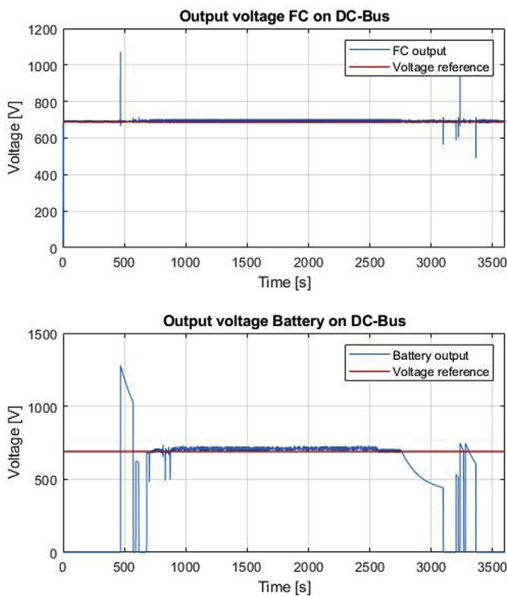 Output voltage FC on DC-Bus
1200
1000
800
600
400
200
0
Voltage [V]
FC output
Voltage reference
0 500 1000 1500 2000 2500 3000 3500
Time [s]
Output voltage Battery on DC-Bus
1500
1000
500
0
Voltage [V]
Battery output
Voltage reference
0 500 1000 1500 2000 2500 3000 3500
Time [s]